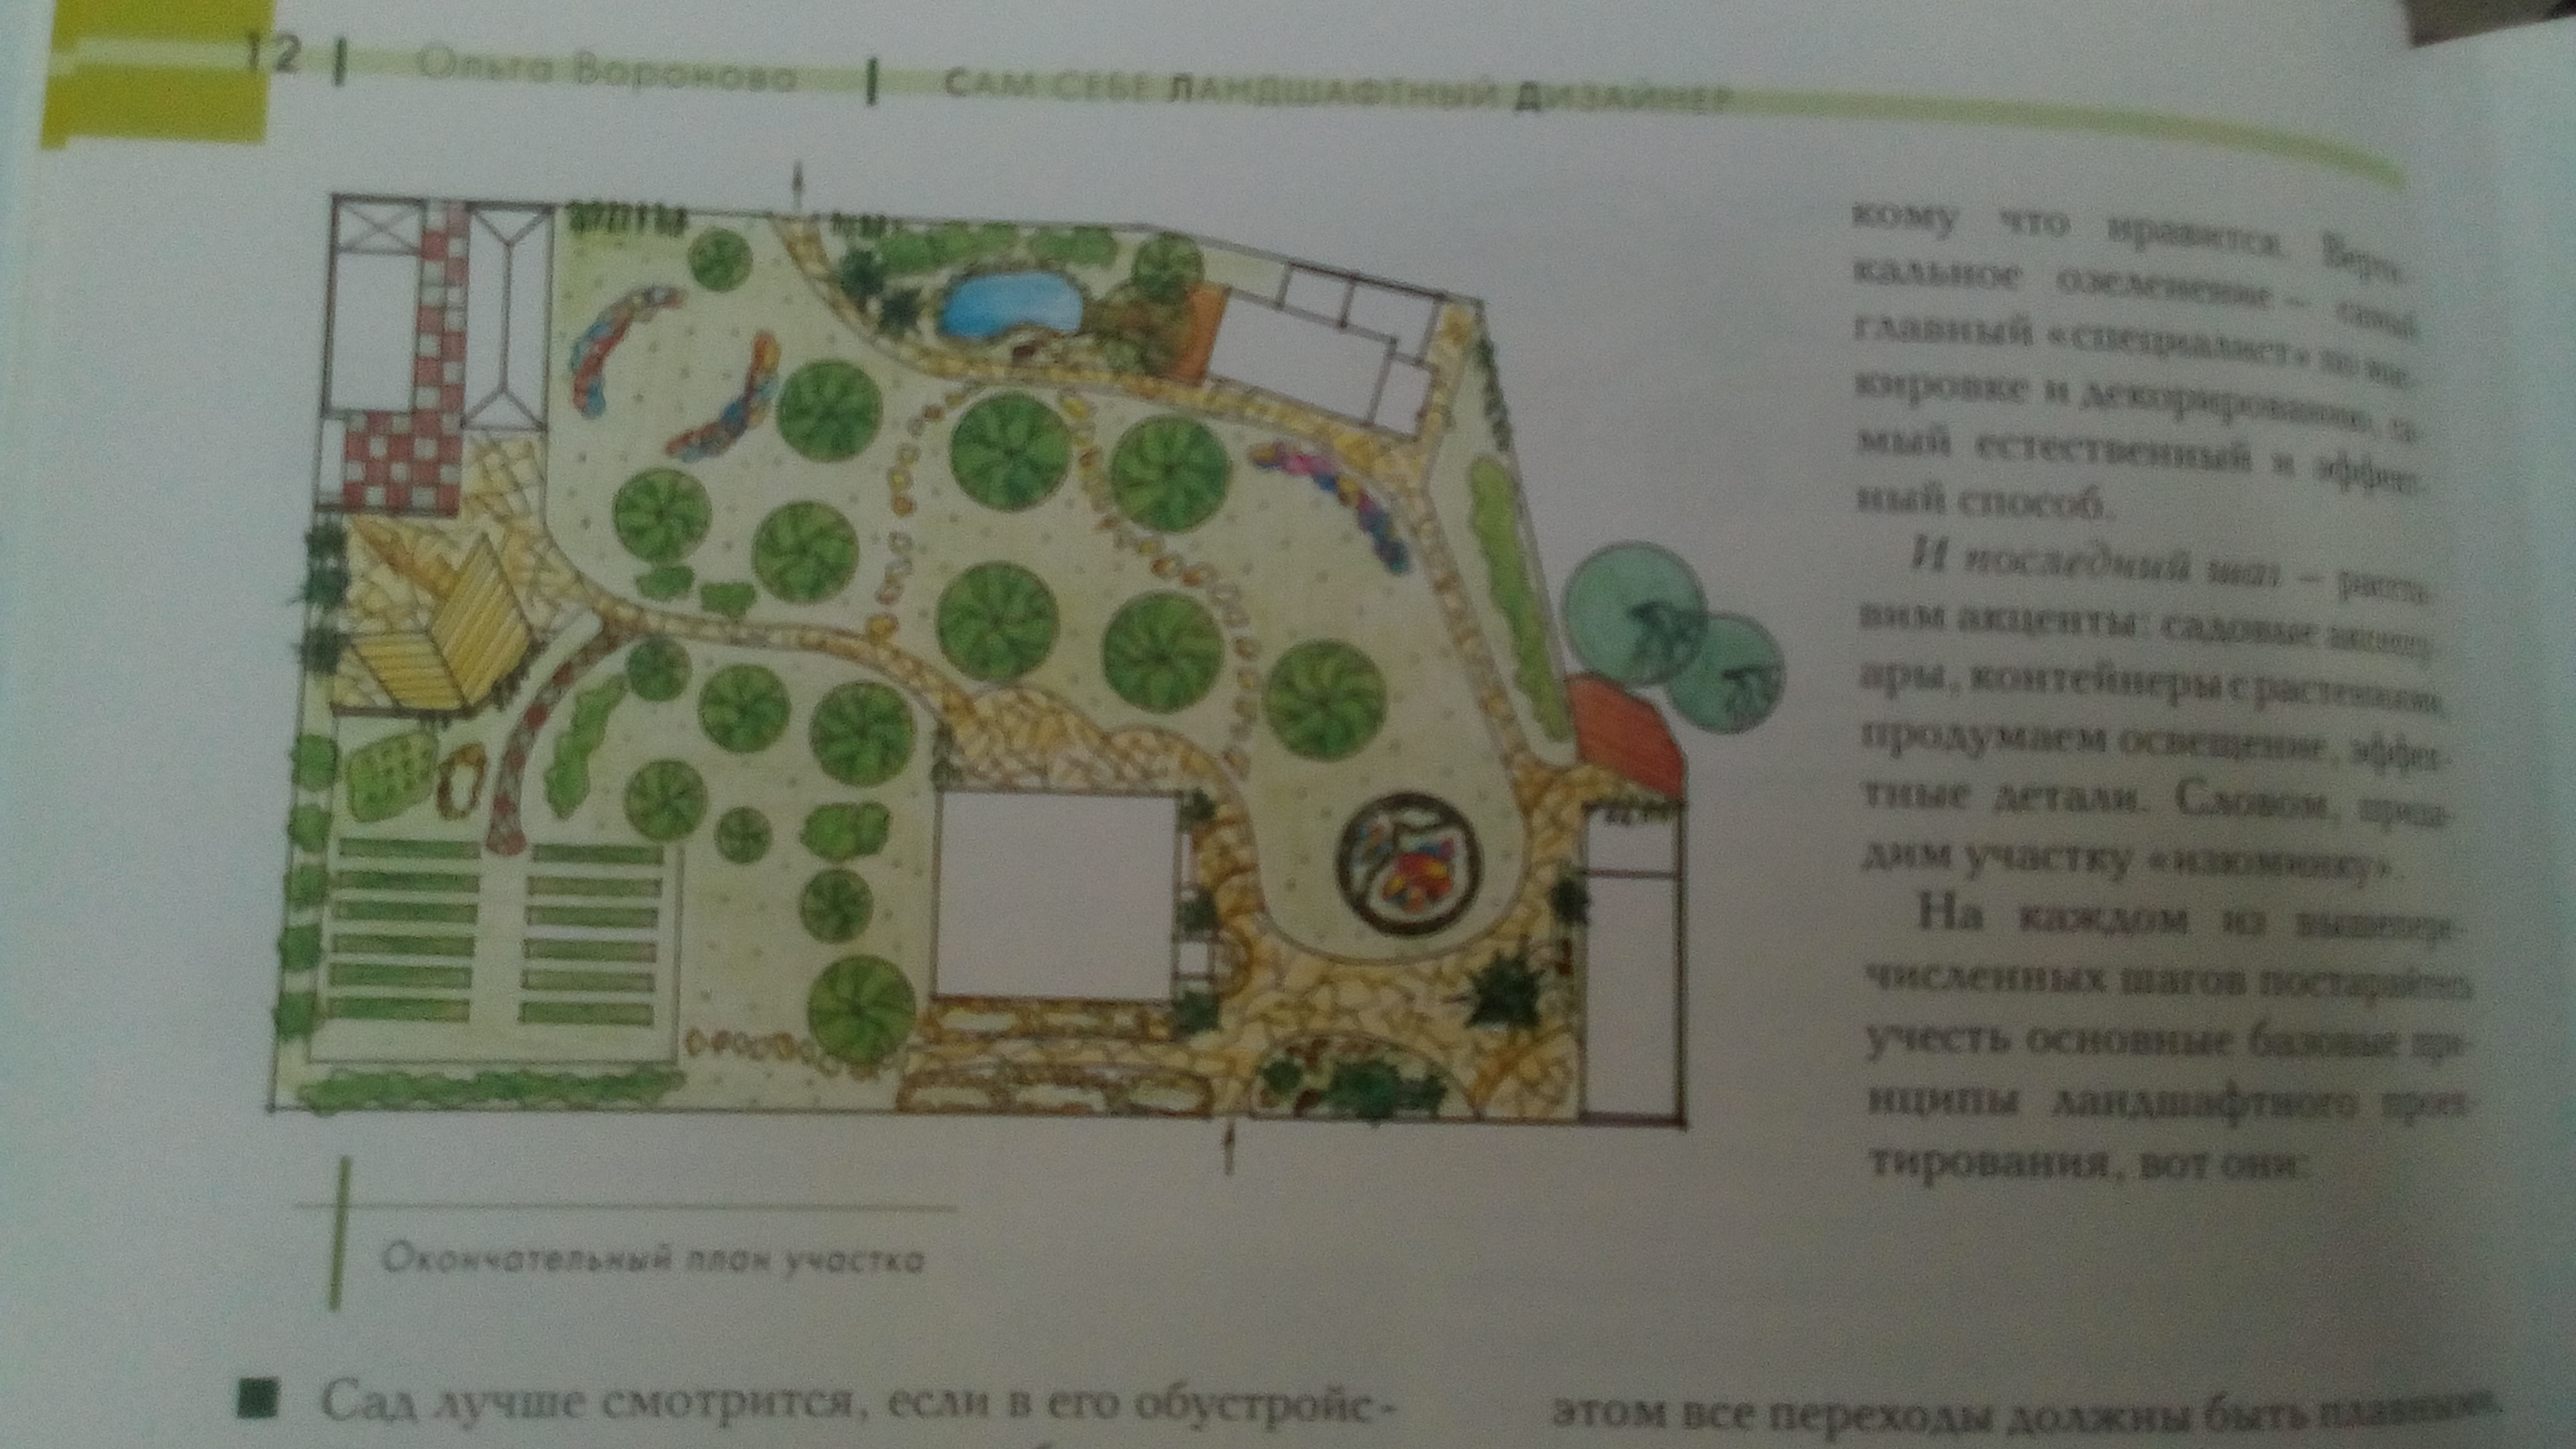 12 | Ольга Воронова | САМ СЕБЕ ЛАНДШАФТНЫЙ ДИЗАЙНЕР
кому что нравится. Верти-
кальное озеленение – самый
главный «специалист» по мас-
кировке и декорированию, са-
мый естественный и эффект-
ный способ.
И последний шаг – расста-
вим акценты: садовые
ары, контейнеры с растениями,
продумаем освещение, эффек-
тные детали. Словом, прида-
дим участку «изюминку».
На каждом из вышепере-
численных шагов постарайтесь
учесть основные базовые при-
нципы ландшафтного проек-
тирования, вот они:
Окончательный план участка
Сад лучше смотрится, если в его обустройс-
этом все переходы должны быть плавными,